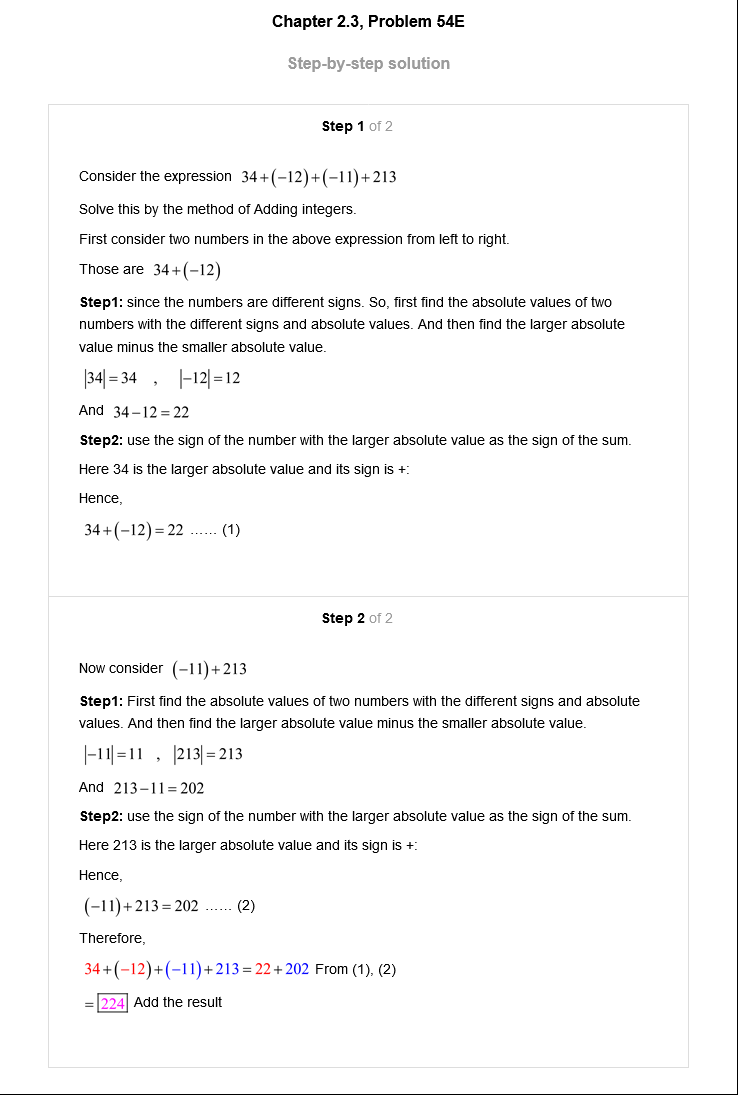 Chapter 2.3, Problem 54E
Step-by-step solution
Step 1 of 2
Consider the expression 34+(−12)+(−11)+213
Solve this by the method of Adding integers.
First consider two numbers in the above expression from left to right.
Those are 34+(−12)
Step1: since the numbers are different signs. So, first find the absolute values of two
numbers with the different signs and absolute values. And then find the larger absolute
value minus the smaller absolute value.
|34|=34 , |−12|=12
And 34−12=22
Step2: use the sign of the number with the larger absolute value as the sign of the sum.
Here 34 is the larger absolute value and its sign is +:
Hence,
34+(−12)=22 ...... (1)
Step 2 of 2
Now consider (−11)+213
Step1: First find the absolute values of two numbers with the different signs and absolute
values. And then find the larger absolute value minus the smaller absolute value.
|−11|=11 , |213|=213
And 213−11=202
Step2: use the sign of the number with the larger absolute value as the sign of the sum.
Here 213 is the larger absolute value and its sign is +:
Hence,
(−11)+213=202 ...... (2)
Therefore,
34+(−12)+(−11)+213=22+202 From (1), (2)
= 224 Add the result